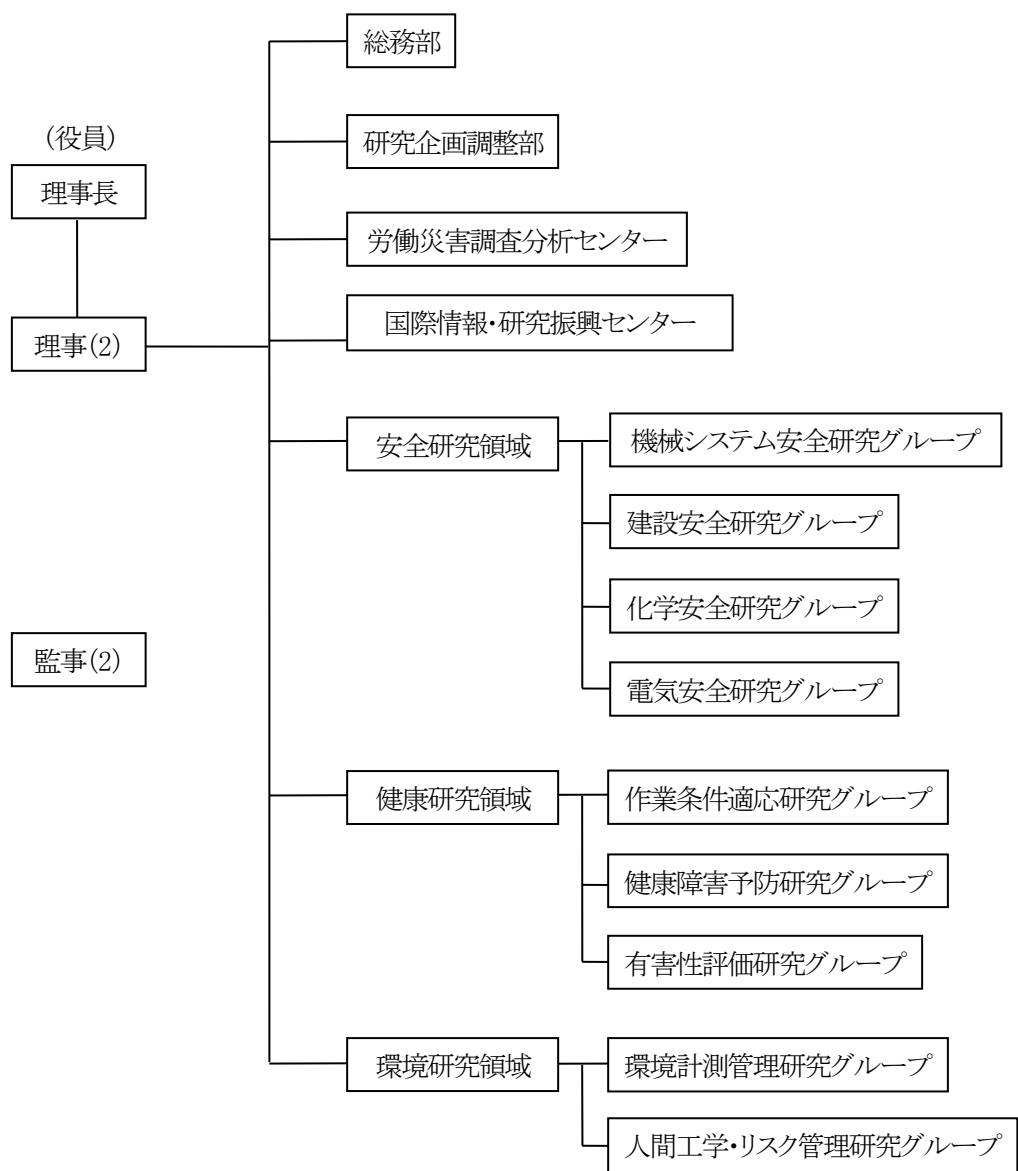 総務部
(役員)
研究企画調整部
理事長
労働災害調査分析センター
国際情報・研究振興センター
理事(2)
安全研究領域
機械システム安全研究グループ
建設安全研究グループ
化学安全研究グループ
監事(2)
電気安全研究グループ
健康研究領域
作業条件適応研究グループ
健康障害予防研究グループ
有害性評価研究グループ
環境研究領域
環境計測管理研究グループ
人間工学・リスク管理研究グループ